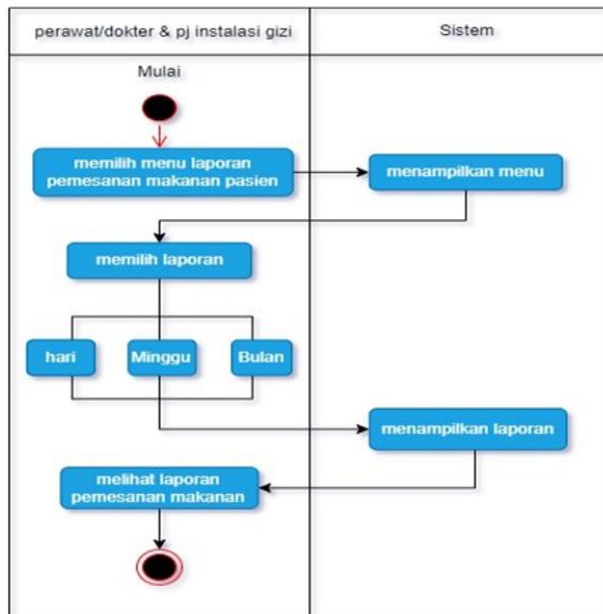 perawat/dokter & pj instalasi gizi
Sistem
Mulai
memilih menu laporan
pemesanan makanan pasien
menampilkan menu
memilih laporan
hari
Minggu
Bulan
menampilkan laporan
melihat laporan
pemesanan makanan